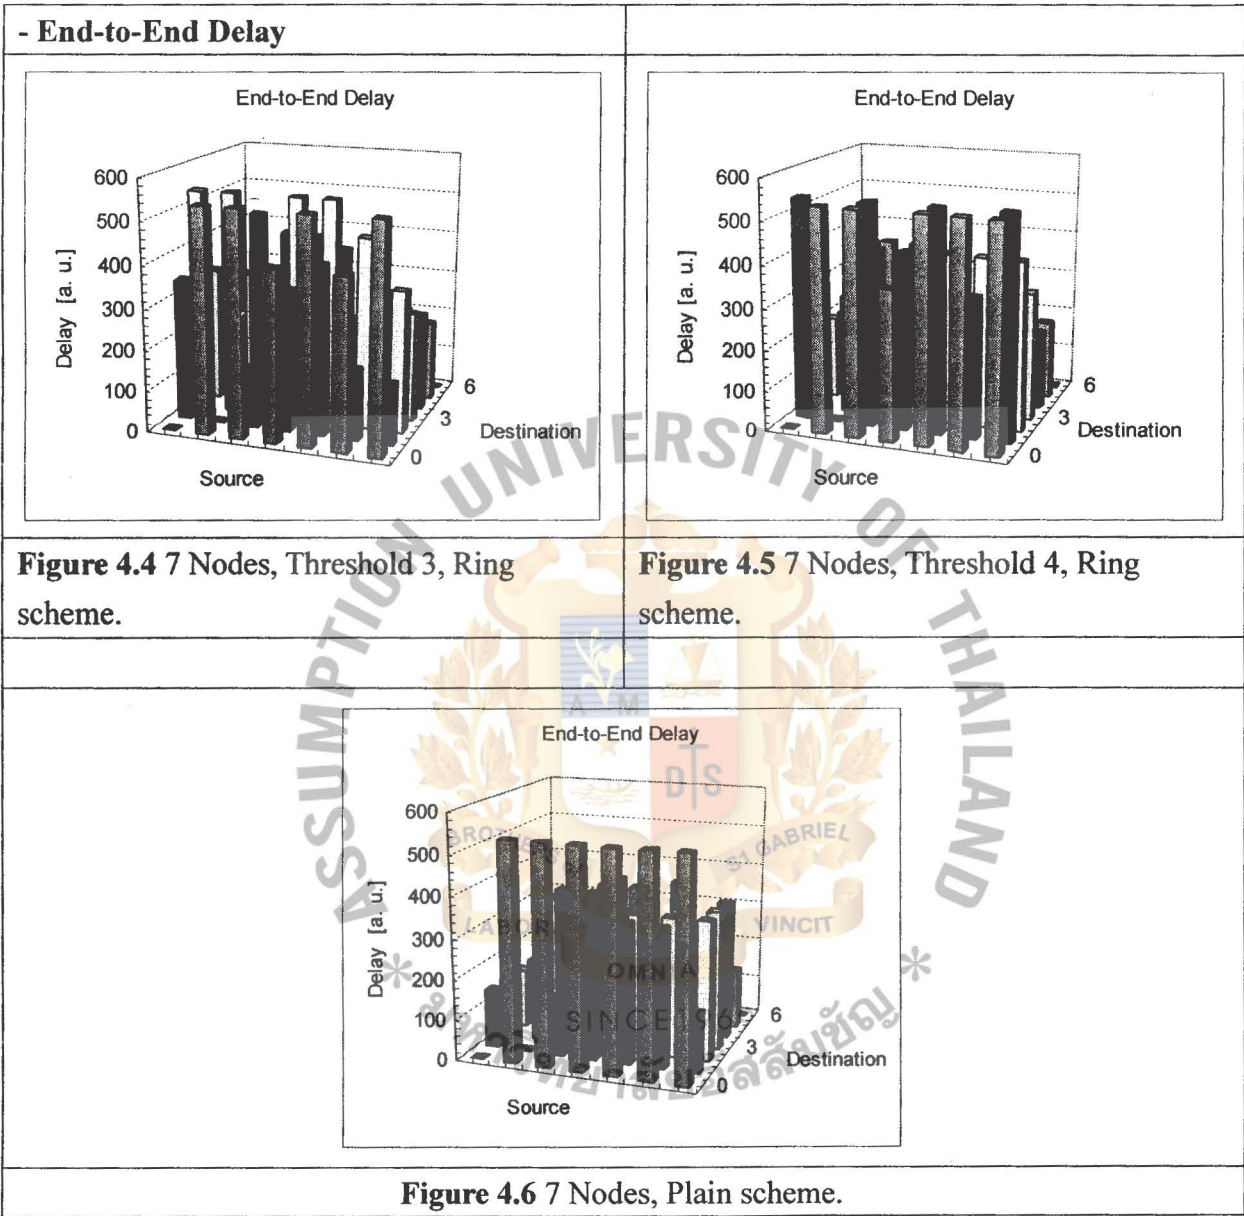 - End-to-End Delay
End-to-End Delay
600
500
400
300
200
100
0
Delay [a. u.]
Source
0
3
6
Destination
End-to-End Delay
600
500
400
300
200
100
0
Delay [a. u.]
Source
0
3
6
Destination
Figure 4.4 7 Nodes, Threshold 3, Ring
scheme.
Figure 4.5 7 Nodes, Threshold 4, Ring
scheme.
ASSUMPTION UNIVERSITY OF THAILAND
A M
D S
ST GABRIEL
LABOR
OMNIA
VINCIT
SINCE 196
End-to-End Delay
600
500
400
300
200
100
0
Delay [a. u.]
Source
0
3
6
Destination
Figure 4.6 7 Nodes, Plain scheme.